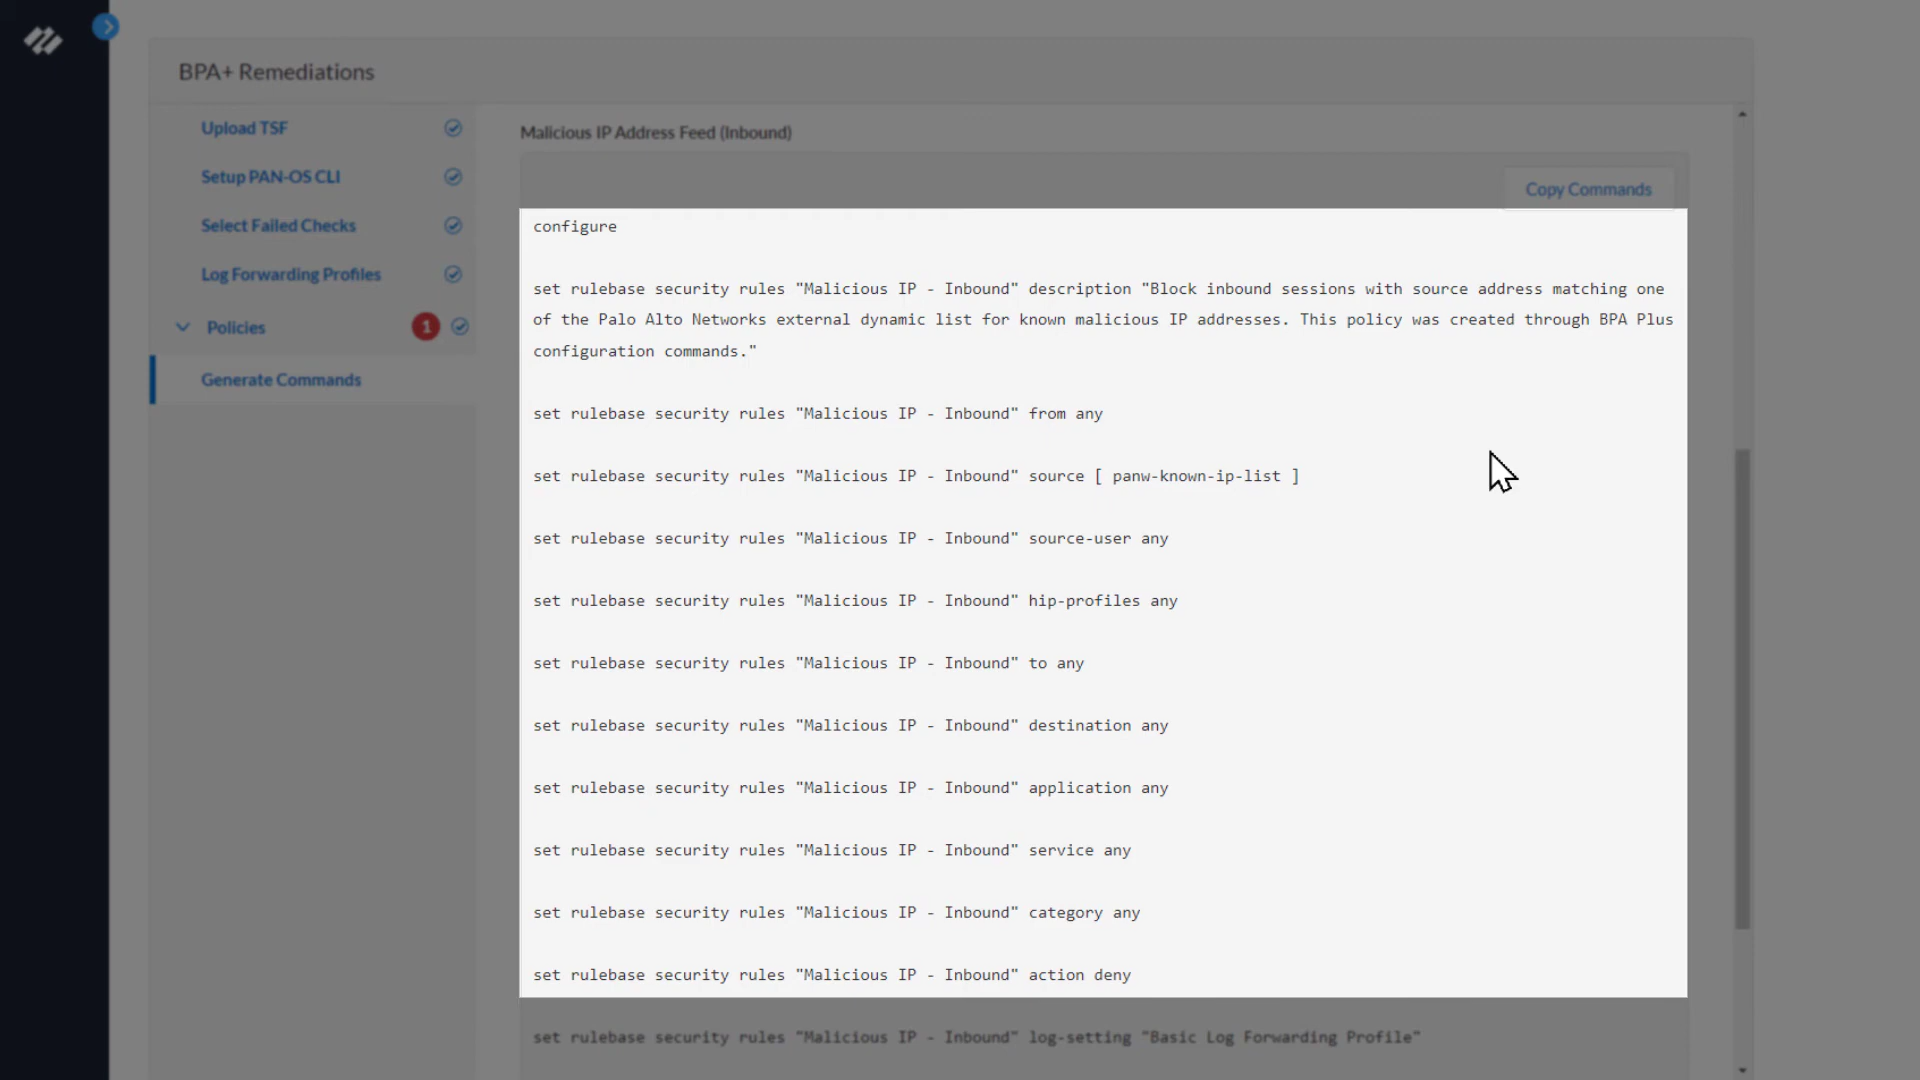 BPA+ Remediations
Upload TSF
Setup PAN-OS CLI
Select Failed Checks
Log Forwarding Profiles
Policies 1
Generate Commands
Malicious IP Address Feed (Inbound)
Copy Commands
configure
set rulebase security rules "Malicious IP - Inbound" description "Block inbound sessions with source address matching one
of the Palo Alto Networks external dynamic list for known malicious IP addresses. This policy was created through BPA Plus
configuration commands."
set rulebase security rules "Malicious IP - Inbound" from any
set rulebase security rules "Malicious IP - Inbound" source [ panw-known-ip-list ]
set rulebase security rules "Malicious IP - Inbound" source-user any
set rulebase security rules "Malicious IP - Inbound" hip-profiles any
set rulebase security rules "Malicious IP - Inbound" to any
set rulebase security rules "Malicious IP - Inbound" destination any
set rulebase security rules "Malicious IP - Inbound" application any
set rulebase security rules "Malicious IP - Inbound" service any
set rulebase security rules "Malicious IP - Inbound" category any
set rulebase security rules "Malicious IP - Inbound" action deny
set rulebase security rules "Malicious IP - Inbound" log-setting "Basic Log Forwarding Profile"